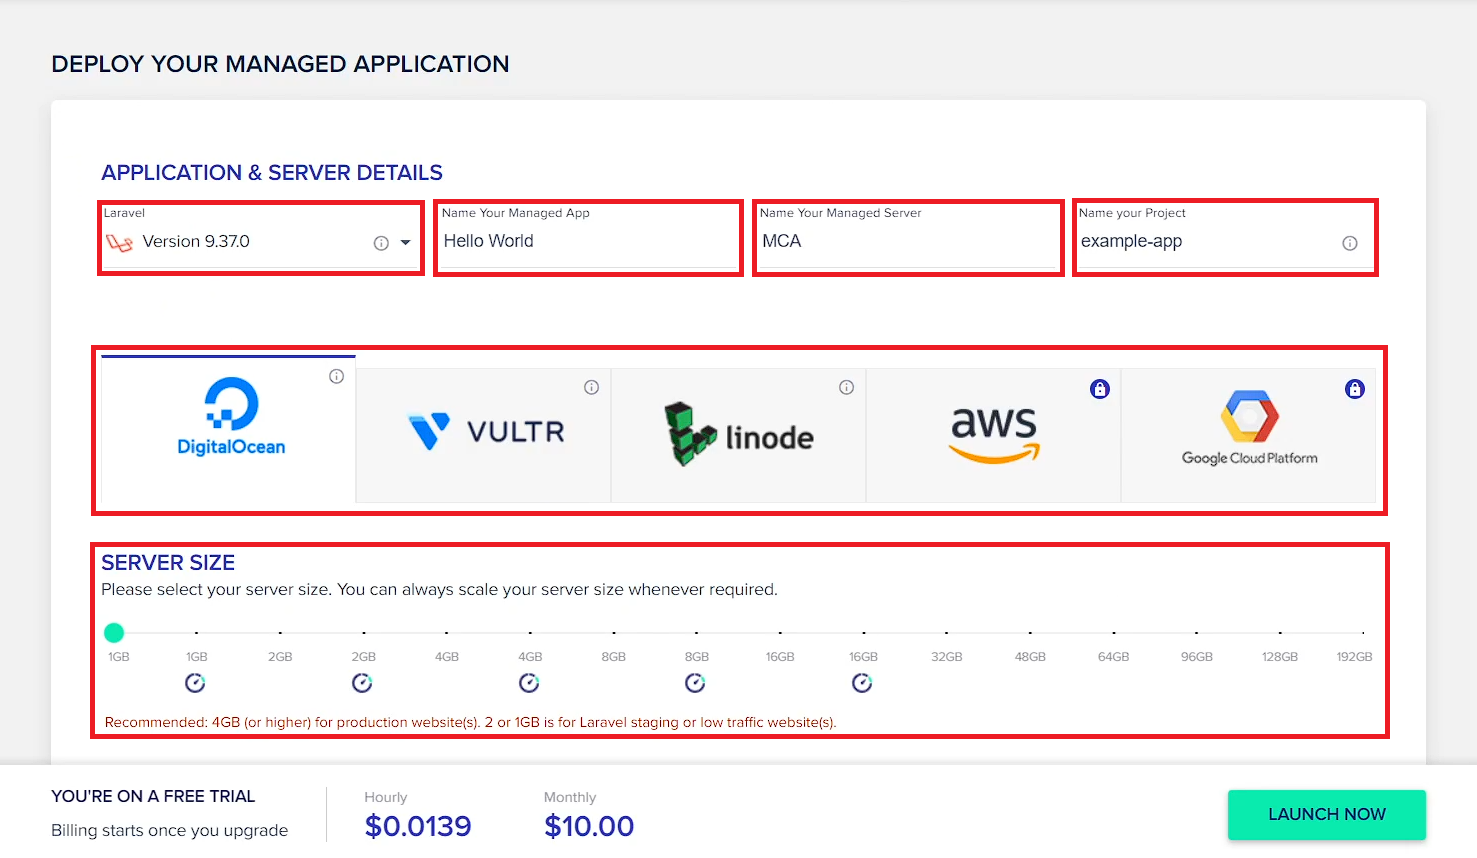 DEPLOY YOUR MANAGED APPLICATION
APPLICATION & SERVER DETAILS
Laravel
Version 9.37.0
Name Your Managed App
Hello World
Name Your Managed Server
MCA
Name your Project
example-app
DigitalOcean
VULTR
linode
aws
Google Cloud Platform
SERVER SIZE
Please select your server size. You can always scale your server size whenever required.
1GB 1GB 2GB 2GB 4GB 4GB 8GB 8GB 16GB 16GB 32GB 48GB 64GB 96GB 128GB 192GB
Recommended: 4GB (or higher) for production website(s). 2 or 1GB is for Laravel staging or low traffic website(s).
YOU'RE ON A FREE TRIAL
Billing starts once you upgrade
Hourly
$0.0139
Monthly
$10.00
LAUNCH NOW